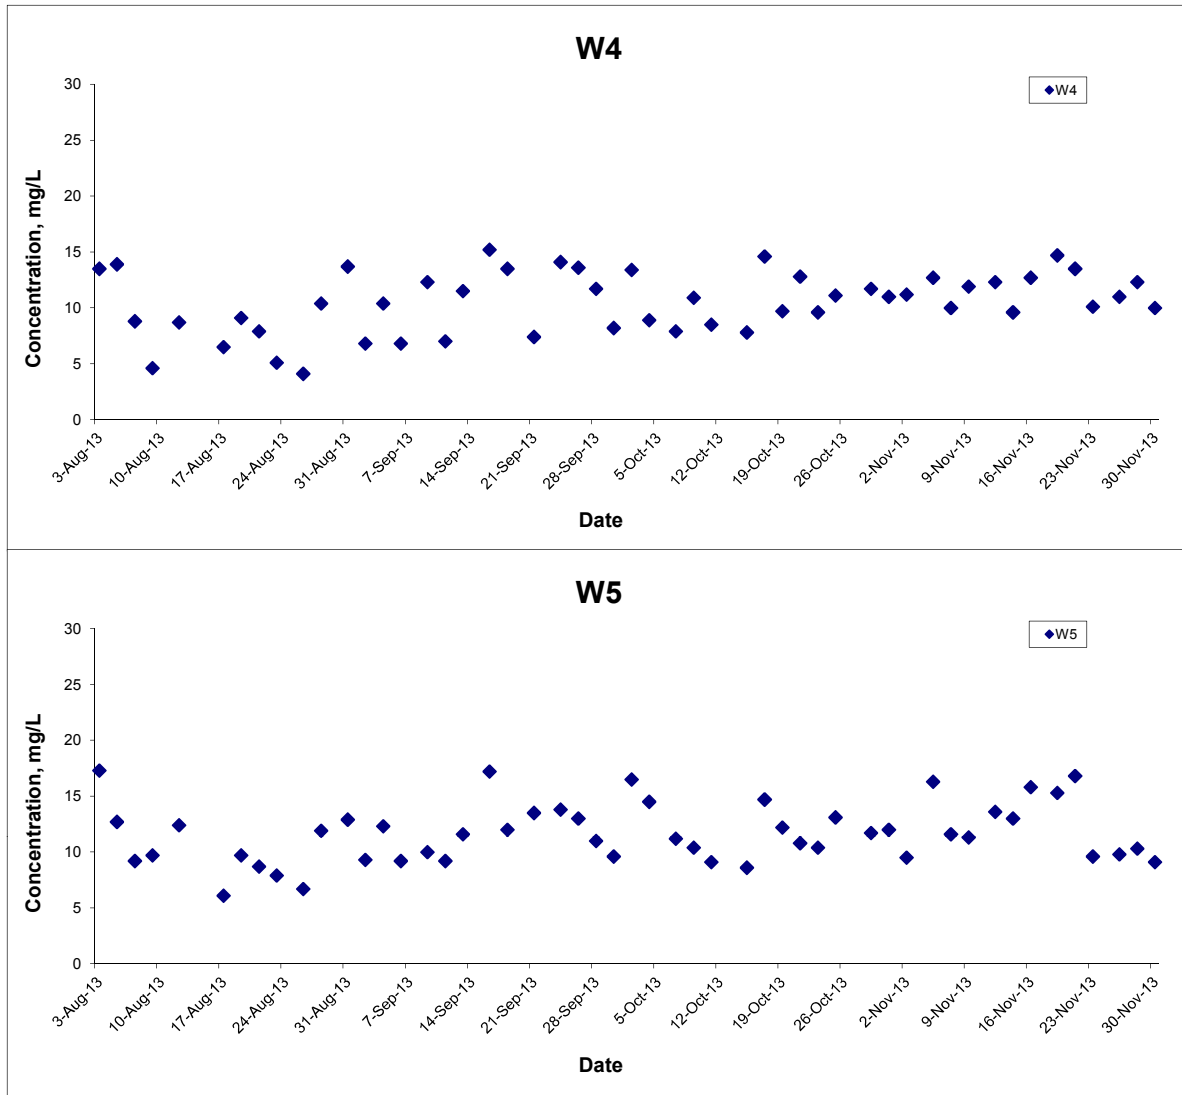 W4
W4
Concentration, mg/L
30
25
20
15
10
5
0
3-Aug-13
10-Aug-13
17-Aug-13
24-Aug-13
31-Aug-13
7-Sep-13
14-Sep-13
21-Sep-13
28-Sep-13
5-Oct-13
12-Oct-13
19-Oct-13
26-Oct-13
2-Nov-13
9-Nov-13
16-Nov-13
23-Nov-13
30-Nov-13
Date
W5
W5
Concentration, mg/L
30
25
20
15
10
5
0
3-Aug-13
10-Aug-13
17-Aug-13
24-Aug-13
31-Aug-13
7-Sep-13
14-Sep-13
21-Sep-13
28-Sep-13
5-Oct-13
12-Oct-13
19-Oct-13
26-Oct-13
2-Nov-13
9-Nov-13
16-Nov-13
23-Nov-13
30-Nov-13
Date